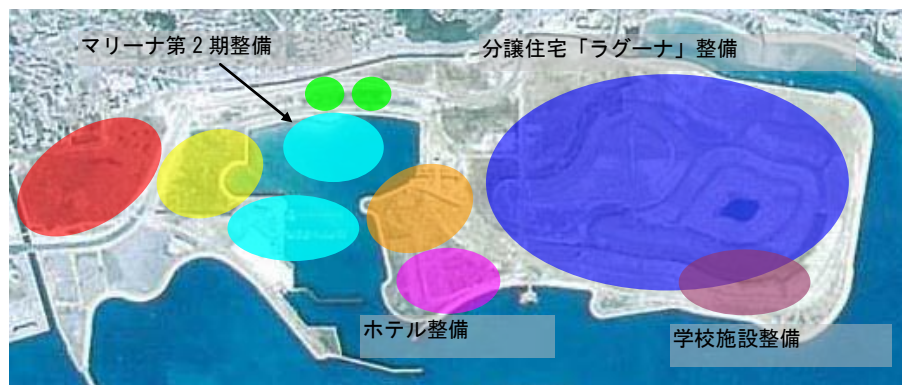 マリーナ第２期整備
分譲住宅「ラグーナ」整備
ホテル整備
学校施設整備